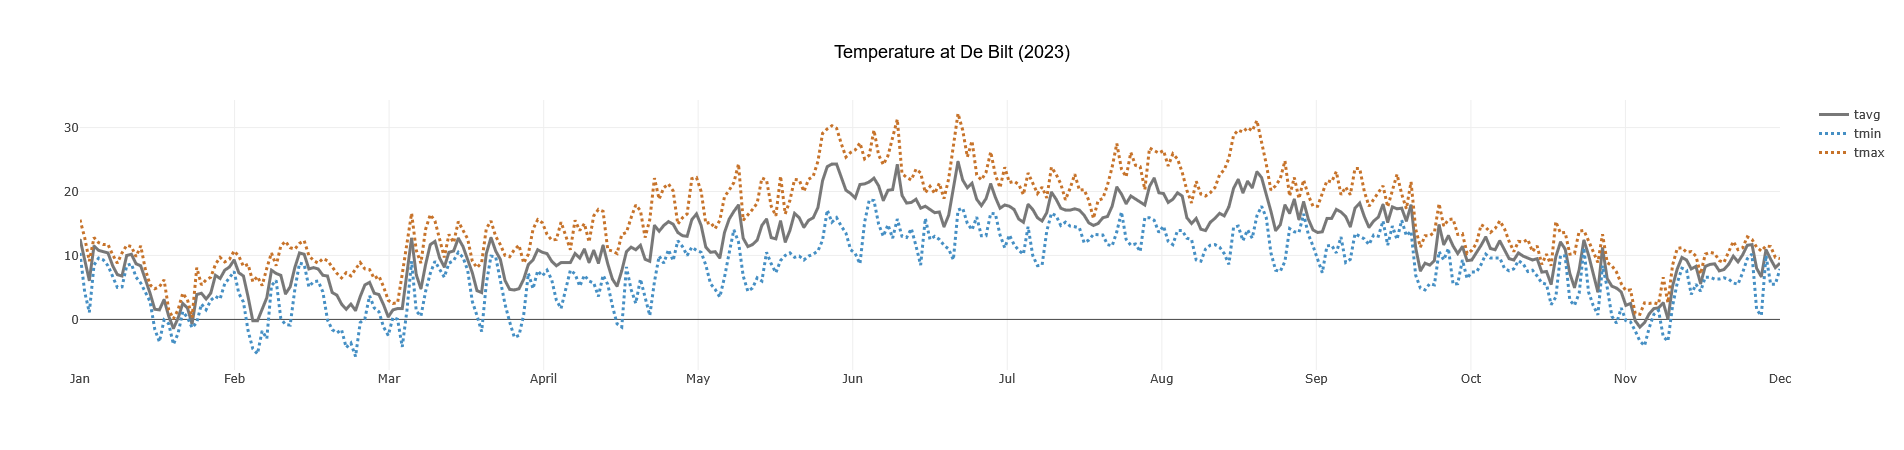 Temperature at De Bilt (2023)
30
20
10
0
Jan Feb Mar April May Jun Jul Aug Sep Oct Nov Dec
tavg
tmin
tmax